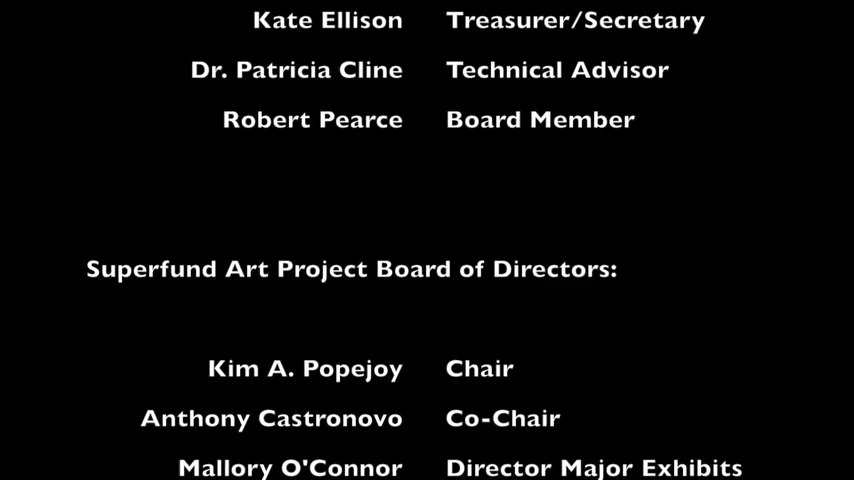 Kate Ellison Treasurer/Secretary
Dr. Patricia Cline Technical Advisor
Robert Pearce Board Member
Superfund Art Project Board of Directors:
Kim A. Popejoy Chair
Anthony Castronovo Co-Chair
Mallory O'Connor Director Major Exhibits